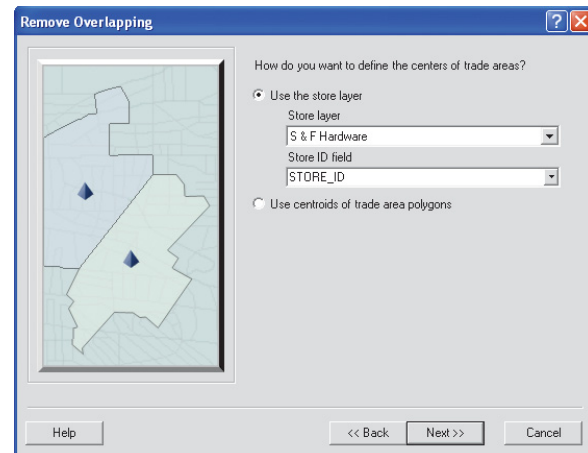 Remove Overlapping
How do you want to define the centers of trade areas?
Use the store layer
Store layer
S & F Hardware
Store ID field
STORE_ID
Use centroids of trade area polygons
Help
<< Back
Next >>
Cancel